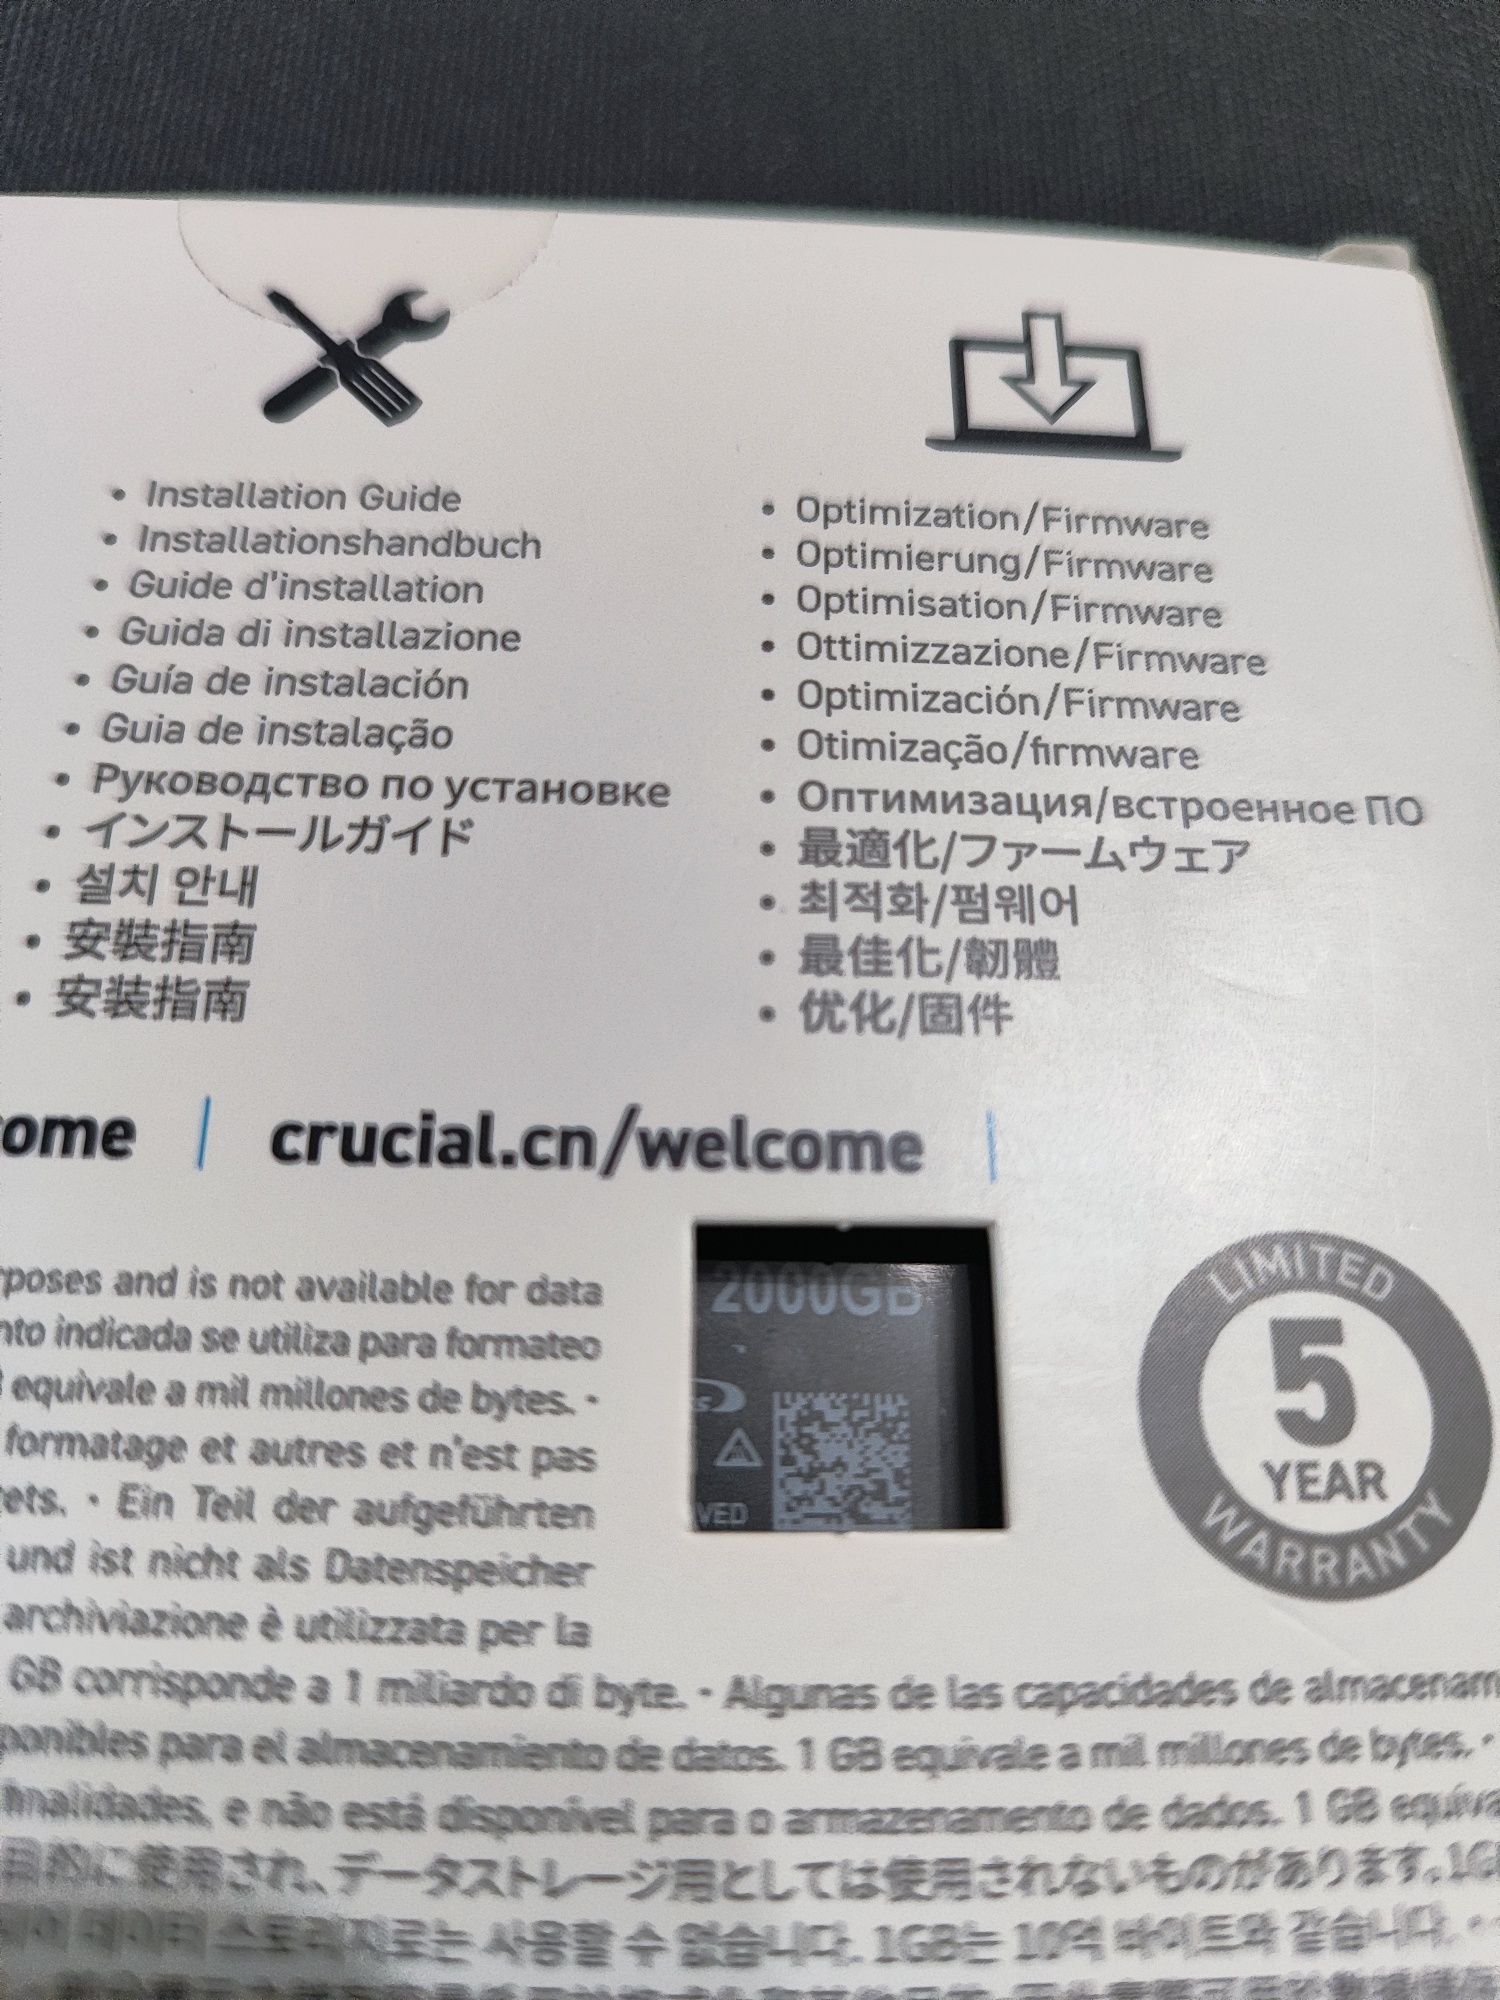 Installation Guide
Installationshandbuch
Guide d'installation
Guida di installazione
Guía de instalación
Guia de instalação
Руководство по установке
インストールガイド
설치 안내
安裝指南
安装指南
Optimization/Firmware
Optimierung/Firmware
Optimisation/Firmware
Ottimizzazione/Firmware
Optimización/Firmware
Otimização/firmware
Оптимизация/встроенное ПО
最適化/ファームウェア
최적화/펌웨어
最佳化/韌體
优化/固件
ome | crucial.cn/welcome |
2000GB
VED
LIMITED
5
YEAR
WARRANTY
rposes and is not available for data
nto indicada se utiliza para formateo
equivale a mil millones de bytes. •
formatage et autres et n'est pas
ets. • Ein Teil der aufgeführten
und ist nicht als Datenspeicher
archiviazione è utilizzata per la
GB corrisponde a 1 miliardo di byte. • Algunas de las capacidades de almacenam
ponibles para el almacenamiento de datos. 1 GB equivale a mil millones de bytes. •
finalidades, e não está disponível para o armazenamento de dados. 1 GB equiva
目的に使用され、データストレージ用としては使用されないものがあります。1G
스토리지로는 사용할 수 없습니다. 1GB는 10억 바이트와 같습니다. •